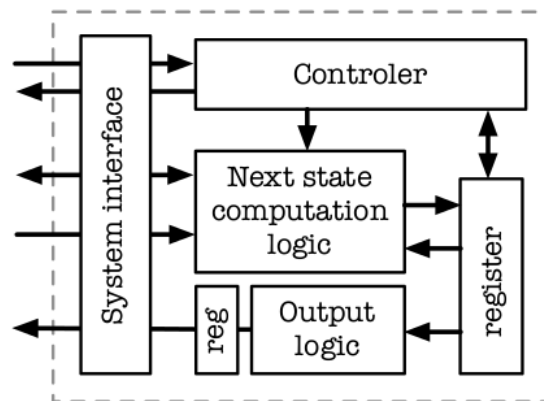 System interface
Controler
Next state
computation
logic
register
reg
Output
logic